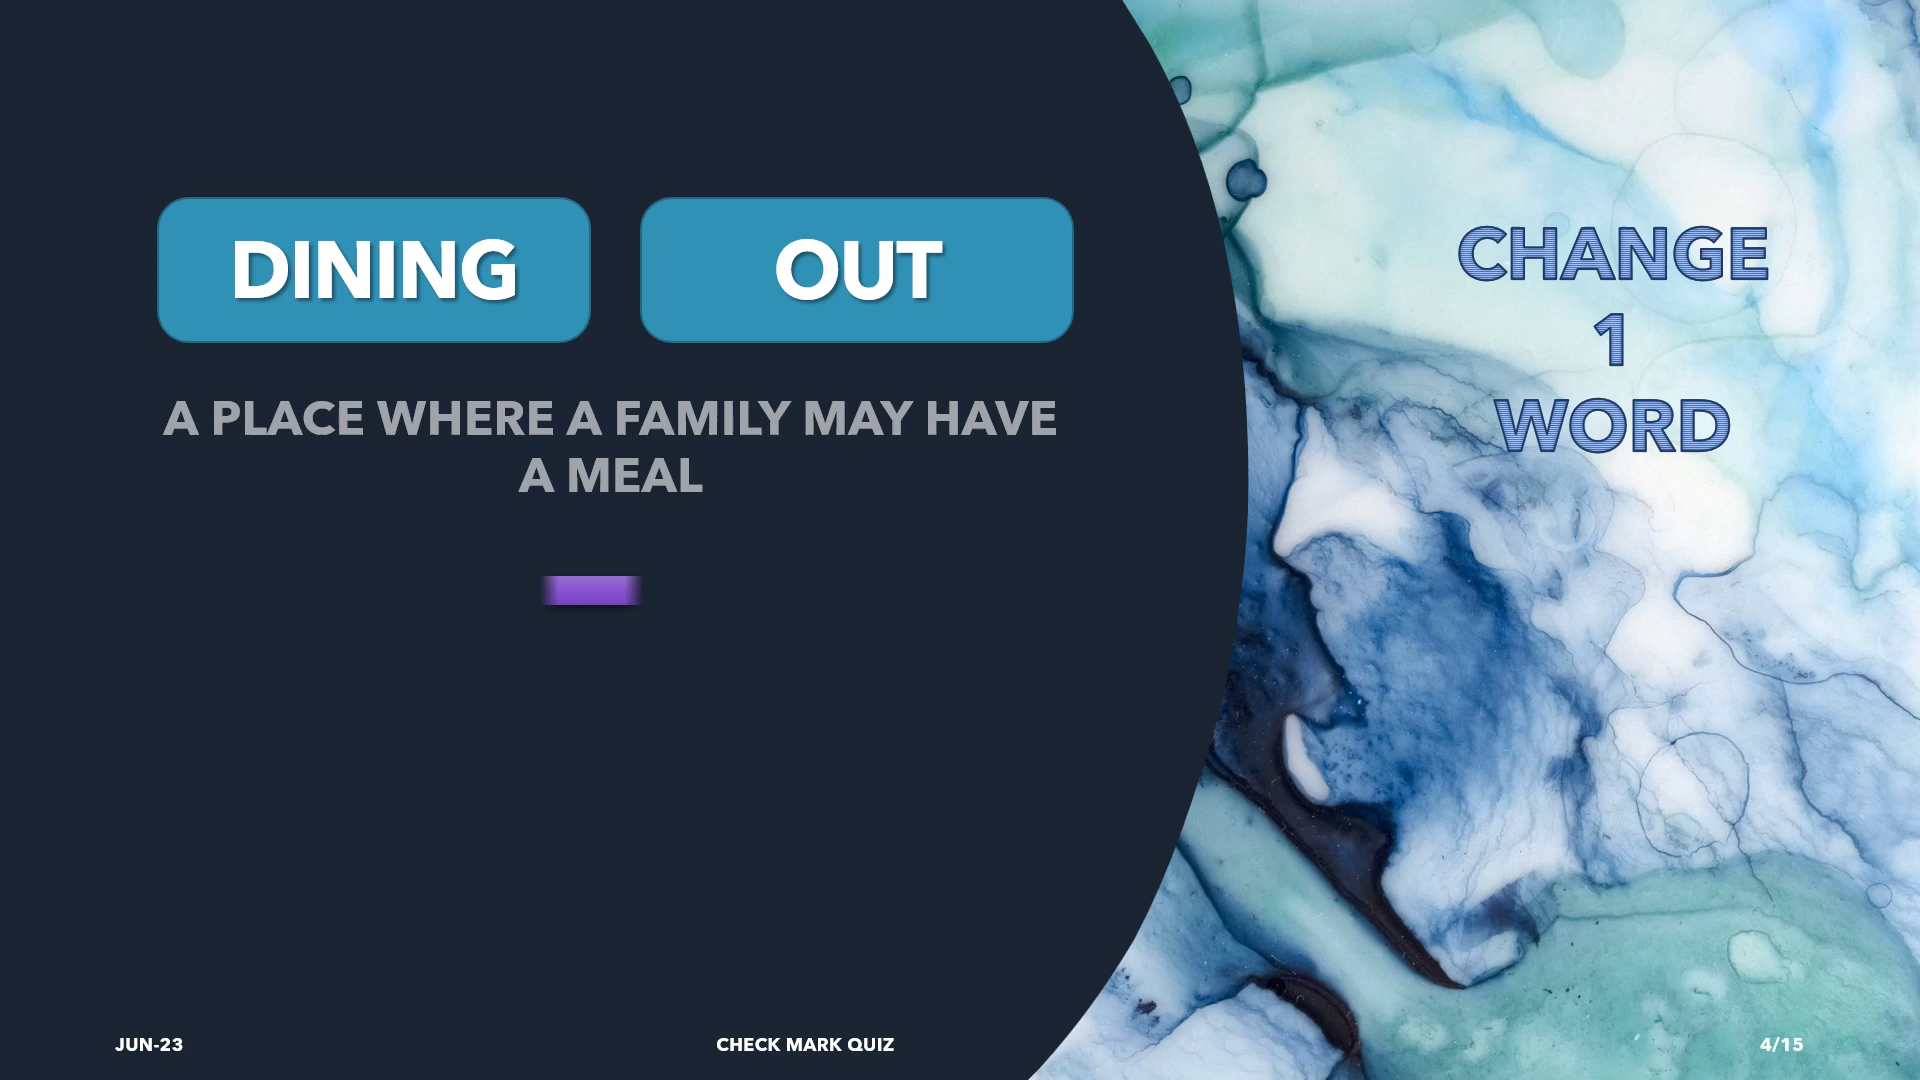 DINING OUT
A PLACE WHERE A FAMILY MAY HAVE
A MEAL
CHANGE
1
WORD
JUN-23 CHECK MARK QUIZ 4/15